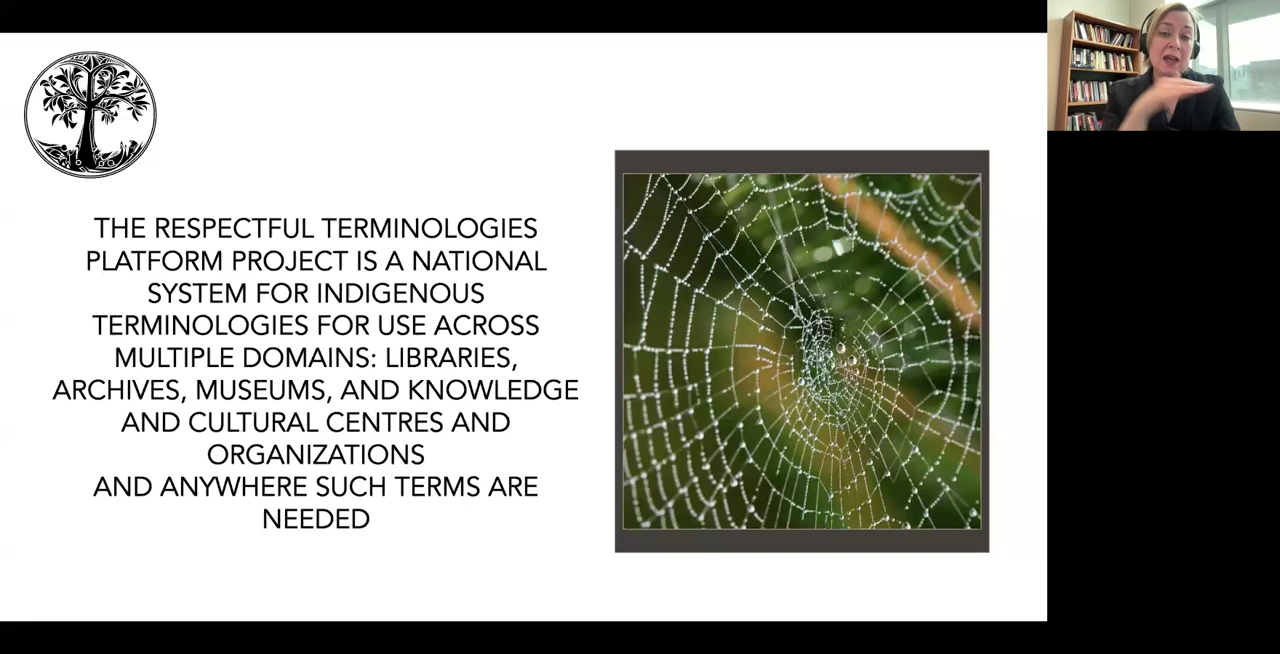 THE RESPECTFUL TERMINOLOGIES
PLATFORM PROJECT IS A NATIONAL
SYSTEM FOR INDIGENOUS
TERMINOLOGIES FOR USE ACROSS
MULTIPLE DOMAINS: LIBRARIES,
ARCHIVES, MUSEUMS, AND KNOWLEDGE
AND CULTURAL CENTRES AND
ORGANIZATIONS
AND ANYWHERE SUCH TERMS ARE
NEEDED